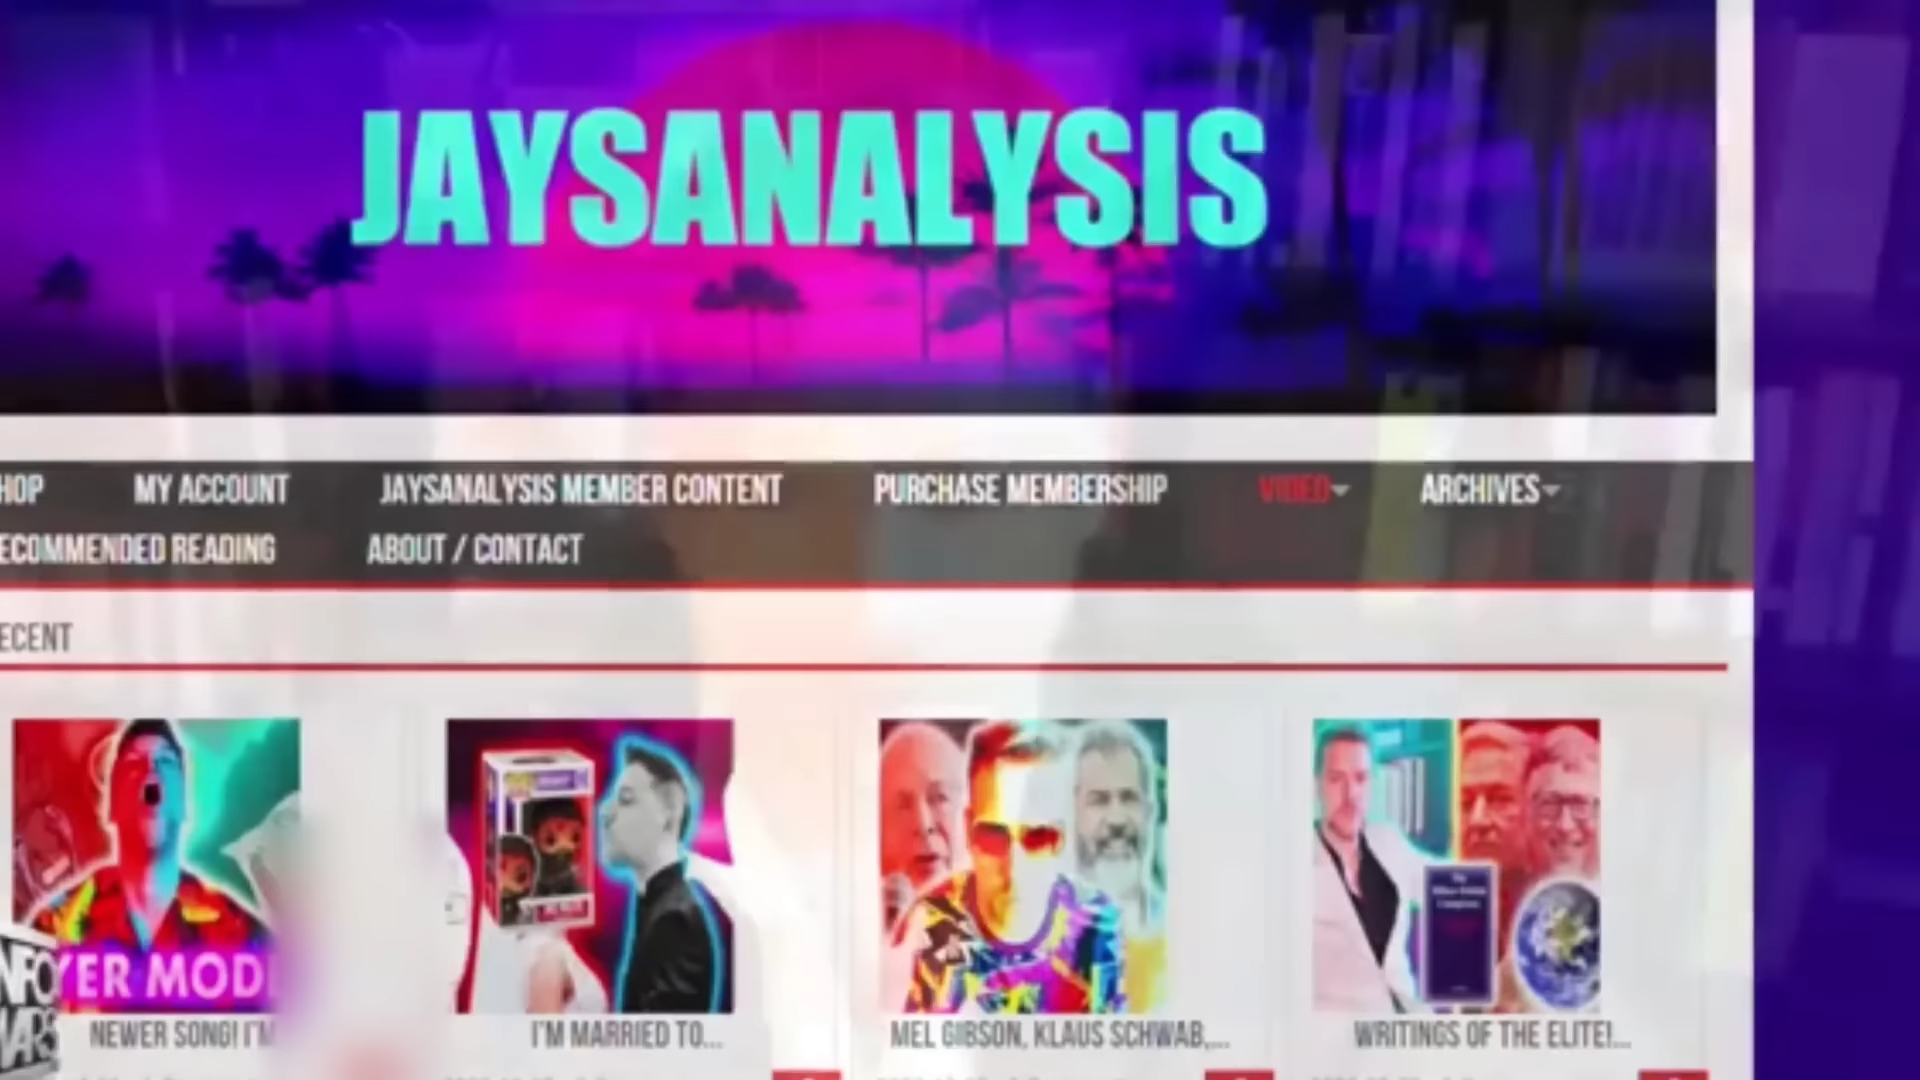 JAYSANALYSIS
HOP MY ACCOUNT JAYSANALYSIS MEMBER CONTENT PURCHASE MEMBERSHIP VIDEO ARCHIVES
ECOMMENDED READING ABOUT / CONTACT
ECENT
YER MOD
NEWER SONG! I'M I'M MARRIED TO... MEL GIBSON, KLAUS SCHWAB,... WRITINGS OF THE ELITE!...